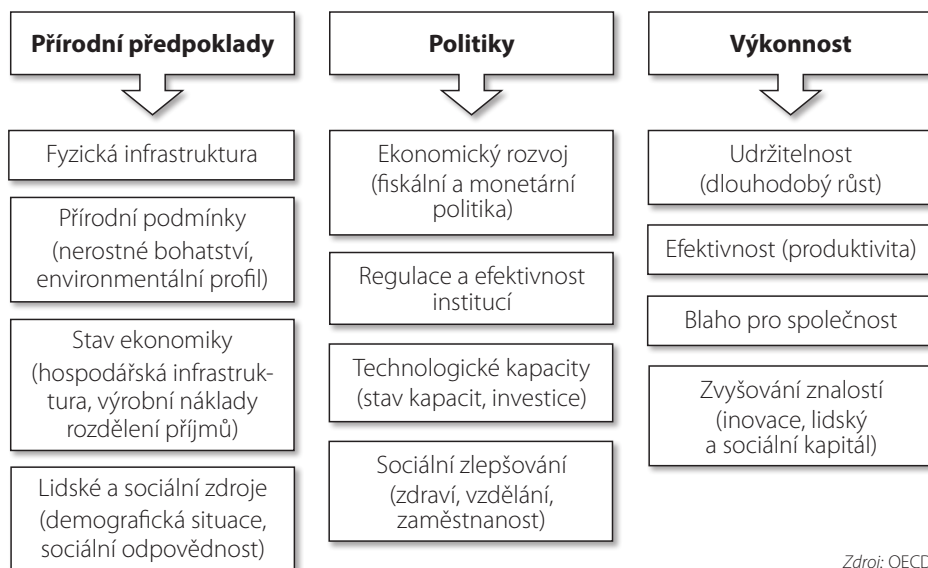 Přírodní předpoklady
Fyzická infrastruktura
Přírodní podmínky
(nerostné bohatství,
environmentální profil)
Stav ekonomiky
(hospodářská infrastruk-
tura, výrobní náklady
rozdělení příjmů)
Lidské a sociální zdroje
(demografická situace,
sociální odpovědnost)
Politiky
Ekonomický rozvoj
(fiskální a monetární
politika)
Regulace a efektivnost
institucí
Technologické kapacity
(stav kapacit, investice)
Sociální zlepšování
(zdraví, vzdělání,
zaměstnanost)
Výkonnost
Udržitelnost
(dlouhodobý růst)
Efektivnost (produktivita)
Blaho pro společnost
Zvyšování znalostí
(inovace, lidský
a sociální kapitál)
Zdroj: OECD